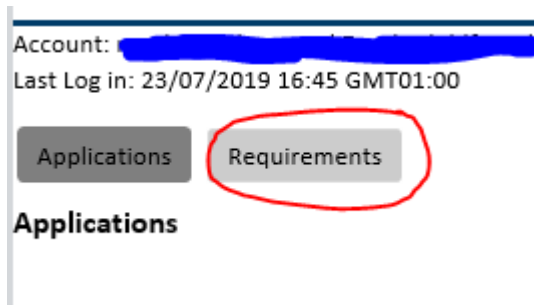 Account:
Last Log in: 23/07/2019 16:45 GMT01:00
Applications Requirements
Applications